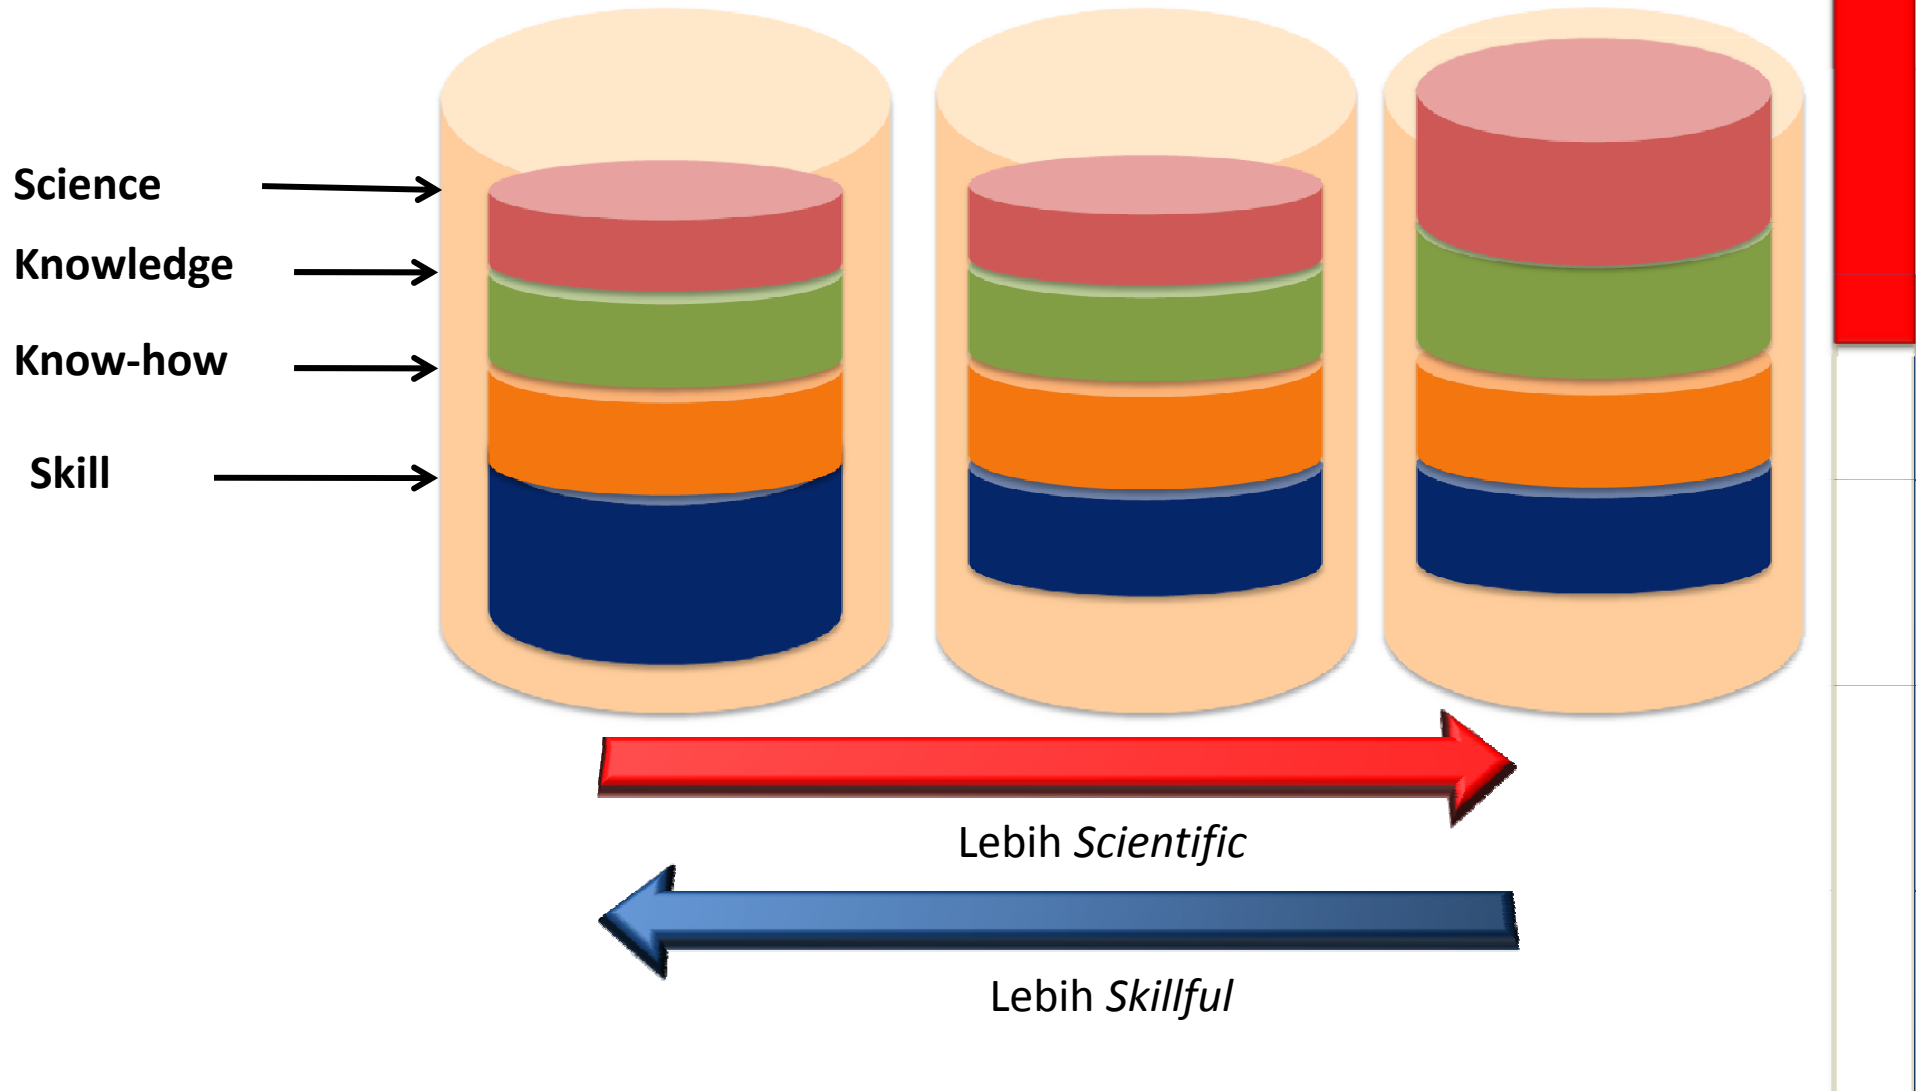 Science
Knowledge
Know-how
Skill
Lebih Scientific
Lebih Skillful